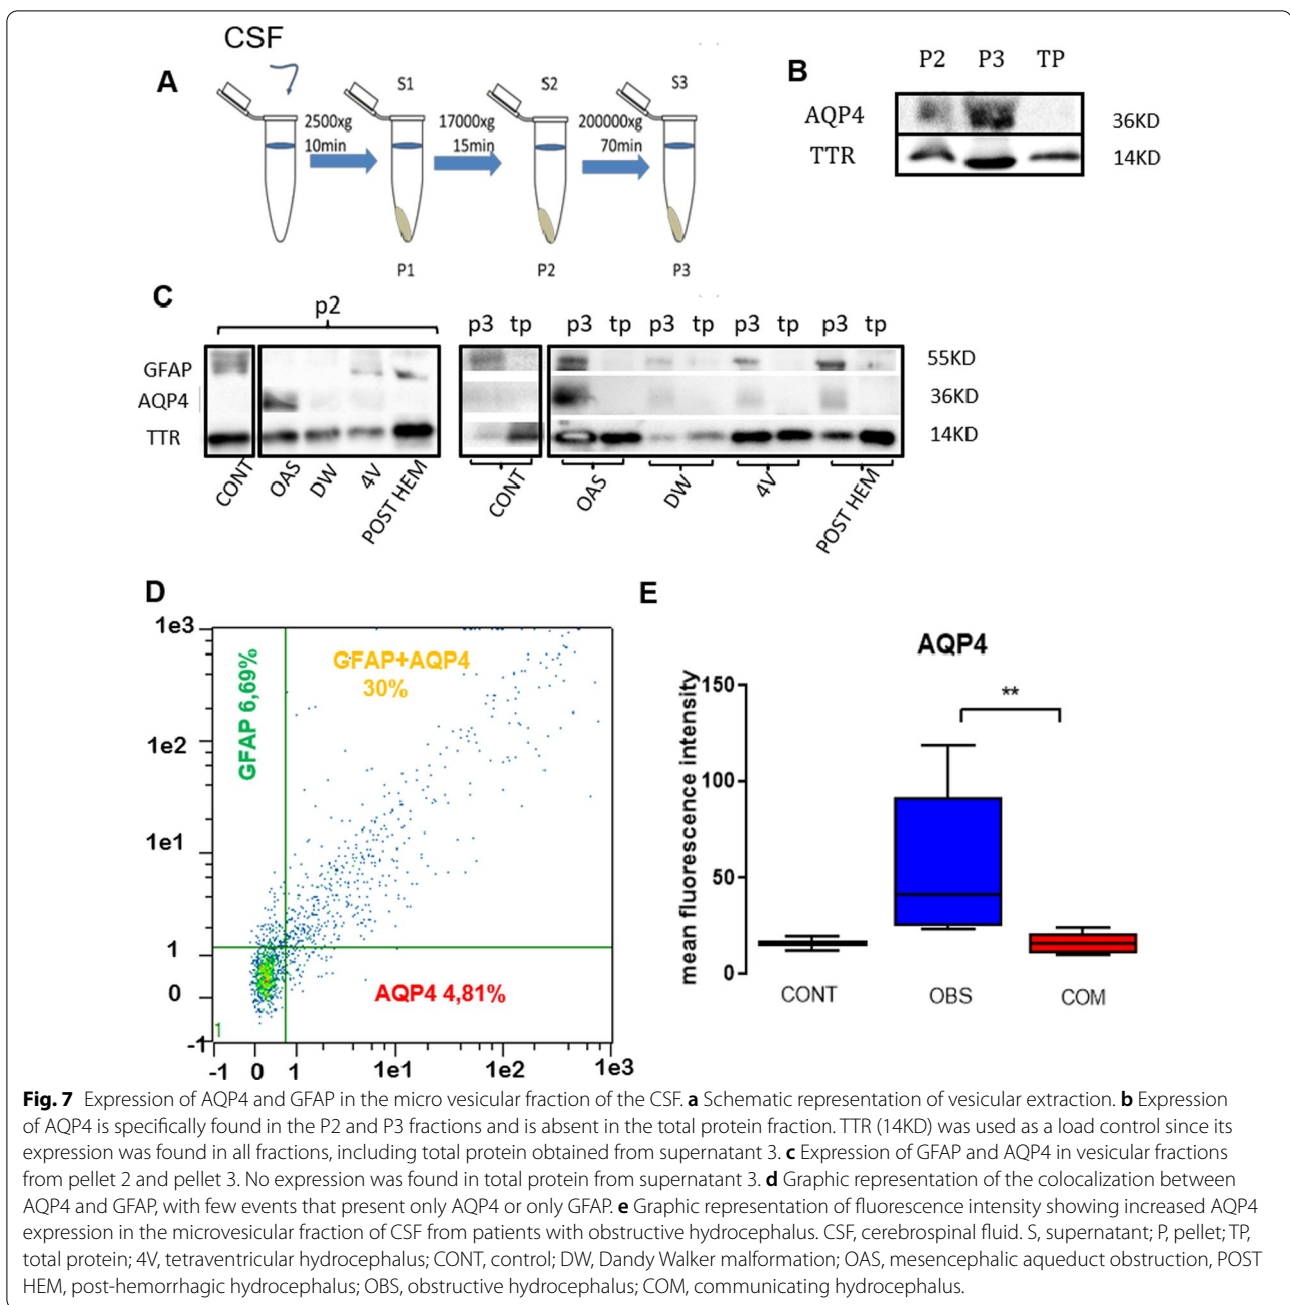 CSF
A
S1
S2
S3
2500xg
10min
17000xg
15min
200000xg
70min
P1
P2
P3
B
P2 P3 TP
AQP4
36KD
TTR
14KD
C
p2
p3 tp p3 tp p3 tp p3 tp p3 tp
GFAP
55KD
AQP4
36KD
TTR
14KD
CONT
OAS
DW
4V
POST HEM
CONT
OAS
DW
4V
POST HEM
D
1e3
1e2
1e1
1
0
-1
GFAP 6,69%
GFAP+AQP4
30%
AQP4 4,81%
1
-1 0 1 1e1 1e2 1e3
E
AQP4
mean fluorescence intensity
150
100
50
0
**
CONT OBS COM
Fig. 7 Expression of AQP4 and GFAP in the micro vesicular fraction of the CSF. a Schematic representation of vesicular extraction. b Expression
of AQP4 is specifically found in the P2 and P3 fractions and is absent in the total protein fraction. TTR (14KD) was used as a load control since its
expression was found in all fractions, including total protein obtained from supernatant 3. c Expression of GFAP and AQP4 in vesicular fractions
from pellet 2 and pellet 3. No expression was found in total protein from supernatant 3. d Graphic representation of the colocalization between
AQP4 and GFAP, with few events that present only AQP4 or only GFAP. e Graphic representation of fluorescence intensity showing increased AQP4
expression in the microvesicular fraction of CSF from patients with obstructive hydrocephalus. CSF, cerebrospinal fluid. S, supernatant; P, pellet; TP,
total protein; 4V, tetraventricular hydrocephalus; CONT, control; DW, Dandy Walker malformation; OAS, mesencephalic aqueduct obstruction, POST
HEM, post-hemorrhagic hydrocephalus; OBS, obstructive hydrocephalus; COM, communicating hydrocephalus.